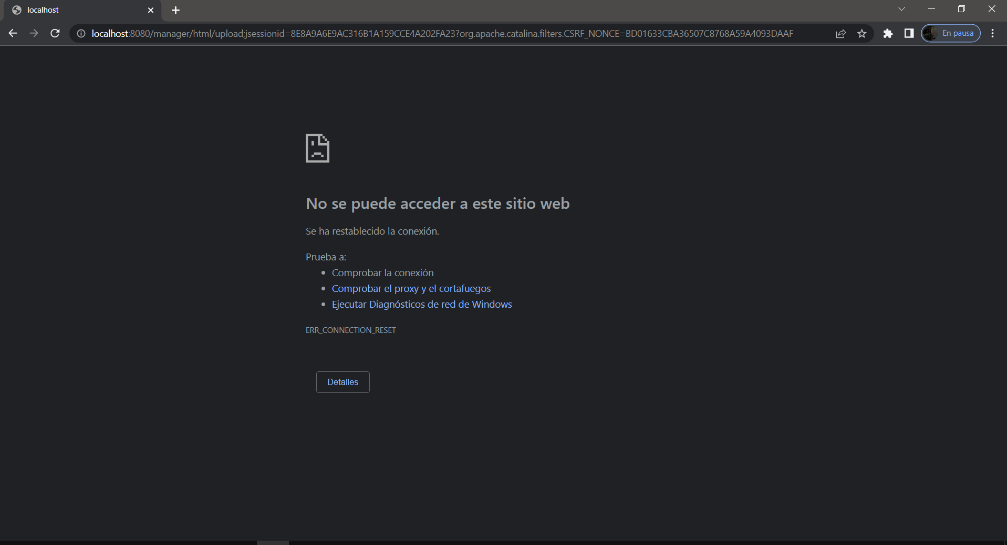 localhost
localhost:8080/manager/html/upload;jsessionid=8E8A9A6E9AC316B1A159CCE4A202FA23?org.apache.catalina.filters.CSRF_NONCE=BD01633CBA36507C8768A59A4093DAAF
En pausa
No se puede acceder a este sitio web
Se ha restablecido la conexión.
Prueba a:
Comprobar la conexión
Comprobar el proxy y el cortafuegos
Ejecutar Diagnósticos de red de Windows
ERR_CONNECTION_RESET
Detalles